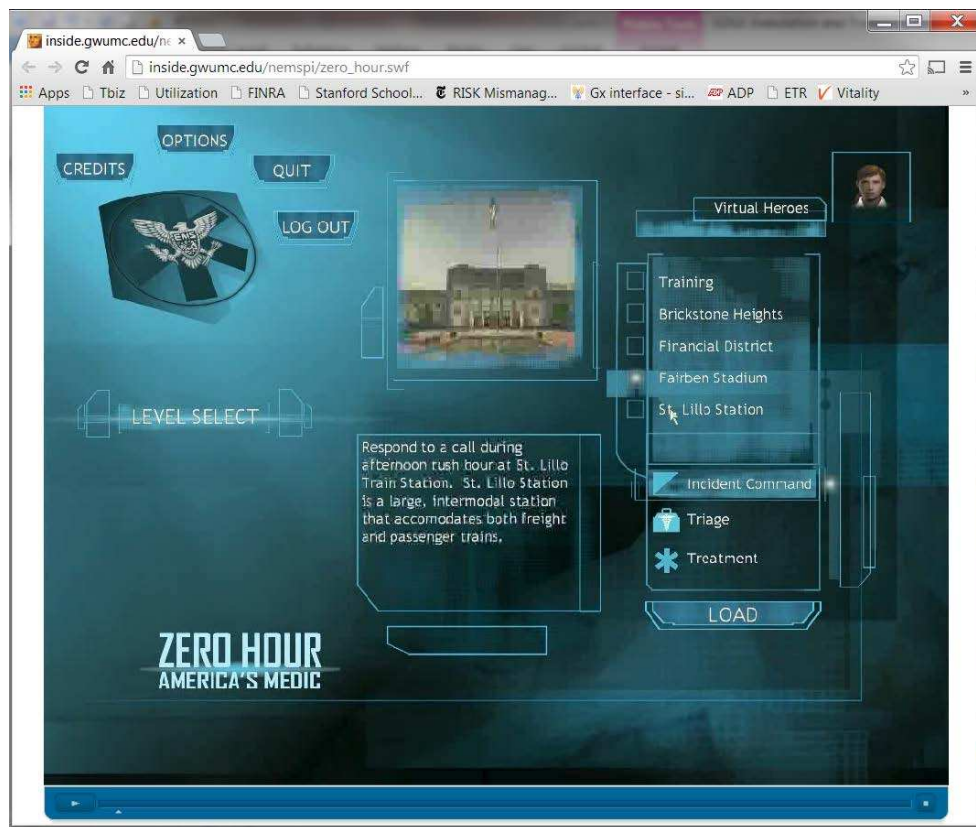 inside.gwumc.edu/ne
inside.gwumc.edu/nemspi/zero_hour.swf
Apps
Tbiz
Utilization
FINRA
Stanford School...
RISK Mismanag...
Gx interface - si...
ADP
ETR
Vitality
»
OPTIONS
CREDITS
QUIT
LOG OUT
EMS
Virtual Heroes
Training
Brickstone Heights
Financial District
Fairben Stadium
St. Lillo Station
LEVEL SELECT
Respond to a call during
afternoon rush hour at St. Lillo
Train Station. St. Lillo Station
is a large, intermodal station
that accomodates both freight
and passenger trains.
Incident Command
Triage
Treatment
LOAD
ZERO HOUR
AMERICA'S MEDIC